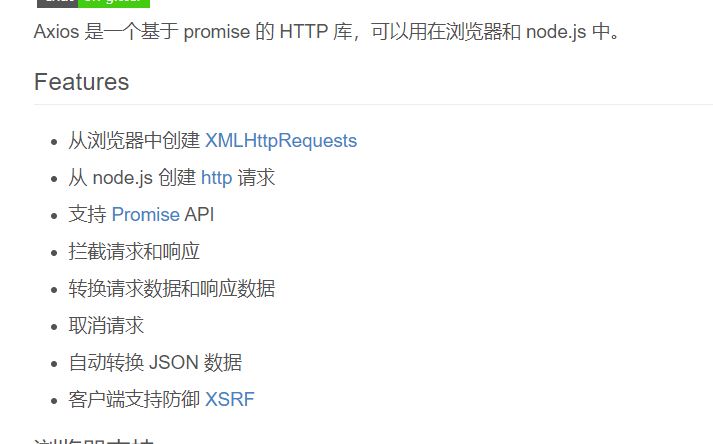 Axios 是一个基于 promise 的 HTTP 库，可以用在浏览器和 node.js 中。
Features
从浏览器中创建 XMLHttpRequests
从 node.js 创建 http 请求
支持 Promise API
拦截请求和响应
转换请求数据和响应数据
取消请求
自动转换 JSON 数据
客户端支持防御 XSRF